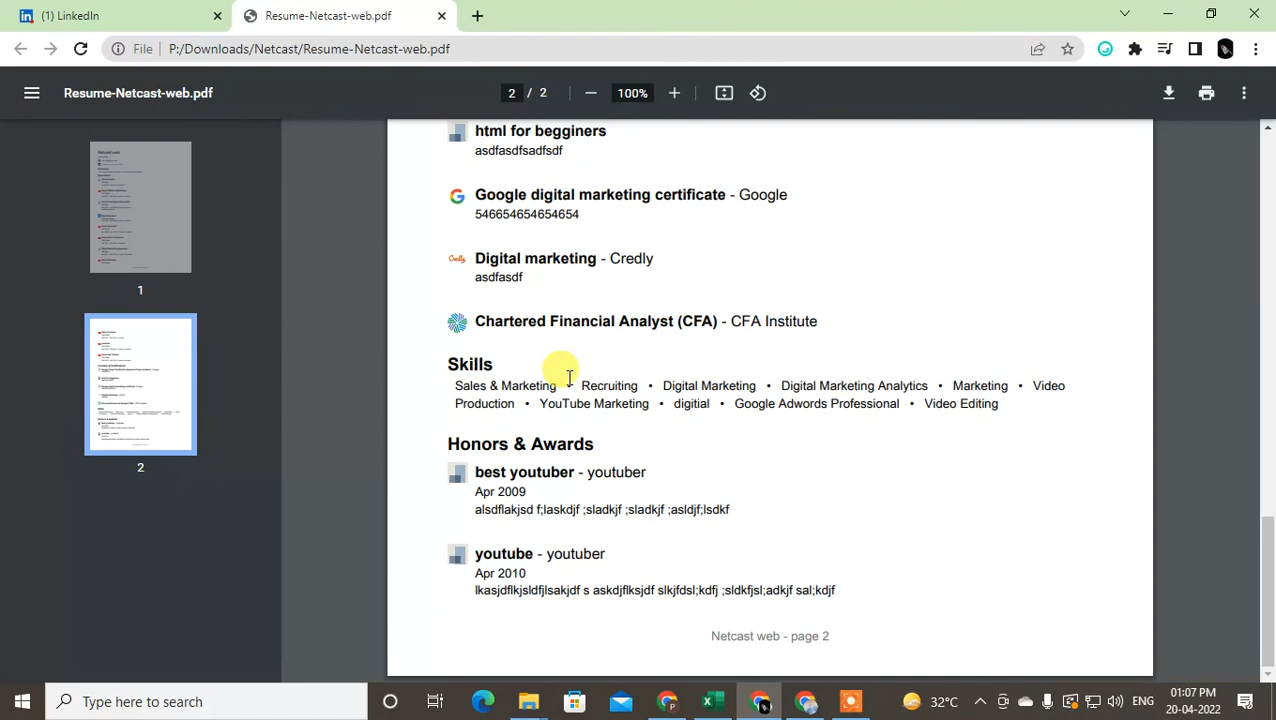 (1) LinkedIn
Resume-Netcast-web.pdf
File
P:/Downloads/Netcast/Resume-Netcast-web.pdf
Resume-Netcast-web.pdf
2 / 2
100%
1
2
html for begginers
asdfasdfsadfsdf
Google digital marketing certificate - Google
546654654654654
Digital marketing - Credly
asdfasdf
Chartered Financial Analyst (CFA) - CFA Institute
Skills
Sales & Marketing • Recruiting • Digital Marketing • Digital Marketing Analytics • Marketing • Video
Production • YouTube Marketing • digitial • Google Adwords Professional • Video Editing
Honors & Awards
best youtuber - youtuber
Apr 2009
alsdflakjsd f;laskdjf ;sladkjf ;sladkjf ;asldjf;lsdkf
youtube - youtuber
Apr 2010
lkasjdflkjsldfjlsakjdf s askdjflksjdf slkjfdsl;kdfj ;sldkfjsl;adkjf sal;kdjf
Netcast web - page 2
Type here to search
32°C
ENG
01:07 PM
20-04-2022